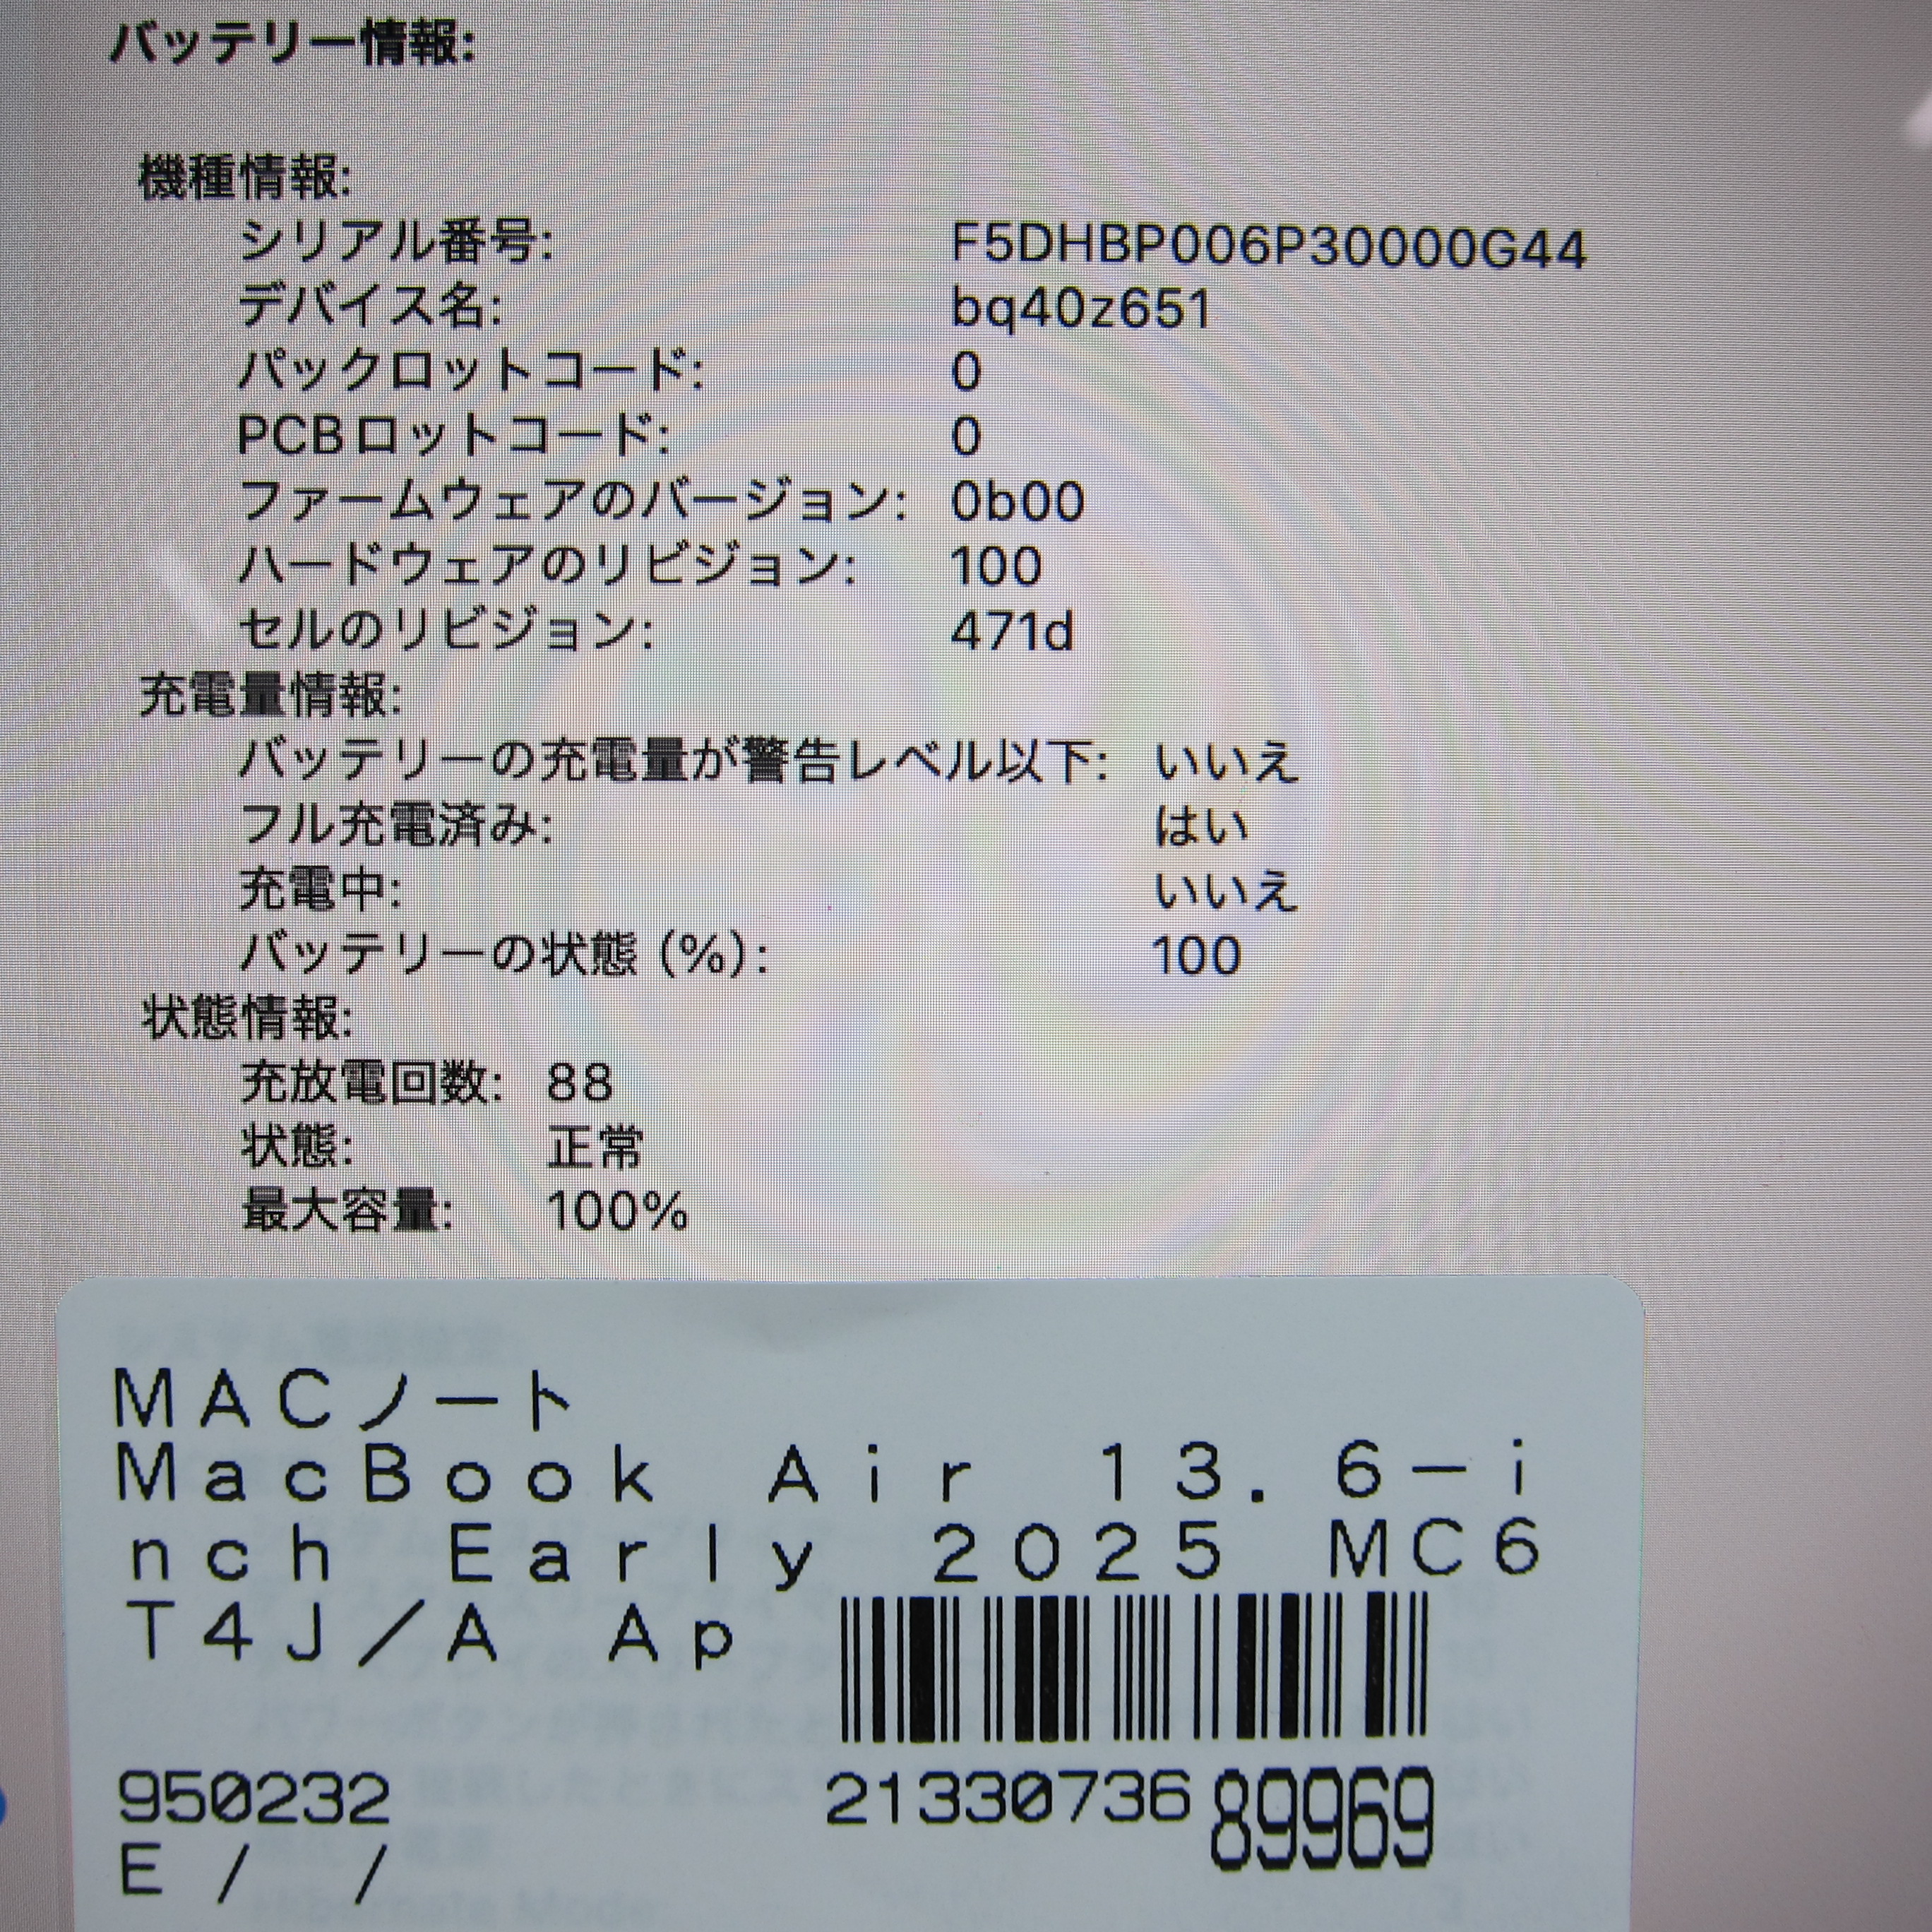 バッテリー情報:
機種情報:
シリアル番号: F5DHBP006P30000G44
デバイス名: bq40z651
パックロットコード: 0
PCBロットコード: 0
ファームウェアのバージョン: 0b00
ハードウェアのリビジョン: 100
セルのリビジョン: 471d
充電量情報:
バッテリーの充電量が警告レベル以下: いいえ
フル充電済み: はい
充電中: いいえ
バッテリーの状態 (%): 100
状態情報:
充放電回数: 88
状態: 正常
最大容量: 100%
MACノート
MacBook Air 13.6-i
nch Early 2025 MC6
T4J/A Ap
950232 21330736 89969
E / /
Hibernate Mode